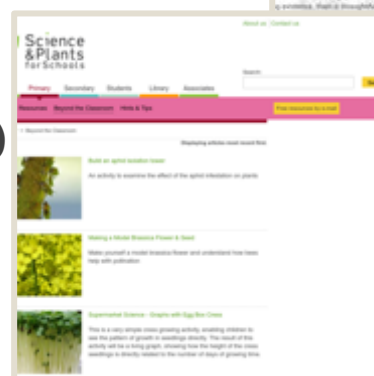 About us | Contact us
Science
&Plants
for Schools
Search
Primary Secondary Students Library Associates
Resources Beyond the Classroom Hints & Tips
Free resources by e-mail
> Beyond the Classroom
Displaying articles most recent first.
Build an aphid isolation tower
An activity to examine the effect of the aphid infestation on plants
Making a Model Brassica Flower & Seed
Make yourself a model brassica flower and understand how bees
help with pollination.
Supermarket Science - Graphs with Egg Box Cress
This is a very simple cress growing activity, enabling children to
see the pattern of growth in seedlings directly. The result of this
activity will be a living graph, showing how the height of the cress
seedlings is directly related to the number of days of growing time.